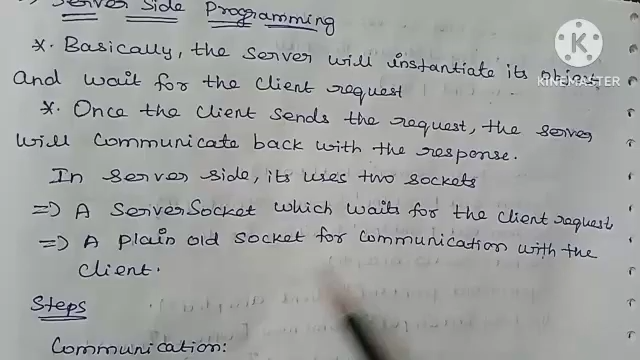 Server Side Programming
*. Basically, the server will instantiate its object
and wait for the client request
KINEMASTER
*. Once the client sends the request, the server
will communicate back with the response.
In server side, its uses two sockets
=> A ServerSocket which waits for the client request
=> A plain old socket for communication with the
client.
Steps
Communication: